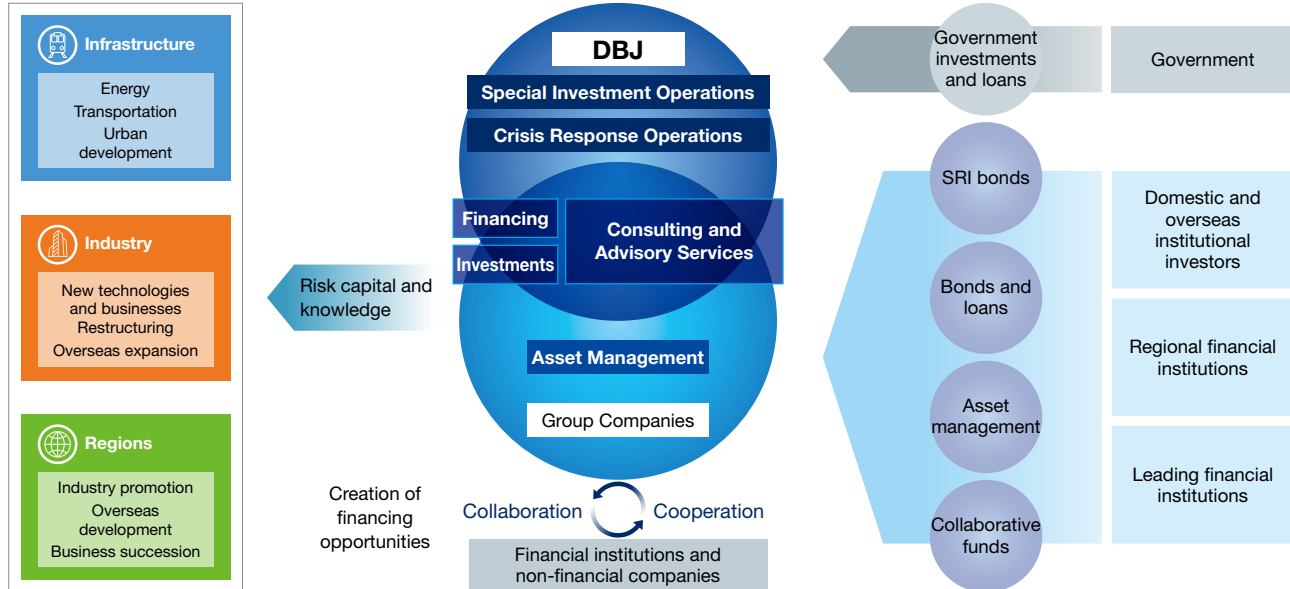 Infrastructure
Energy
Transportation
Urban
development
Industry
New technologies
and businesses
Restructuring
Overseas expansion
Regions
Industry promotion
Overseas
development
Business succession
Risk capital and
knowledge
Creation of
financing
opportunities
DBJ
Special Investment Operations
Crisis Response Operations
Financing
Investments
Consulting and
Advisory Services
Asset Management
Group Companies
Collaboration
Cooperation
Financial institutions and
non-financial companies
Government
investments
and loans
SRI bonds
Bonds and
loans
Asset
management
Collaborative
funds
Government
Domestic and
overseas
institutional
investors
Regional financial
institutions
Leading financial
institutions